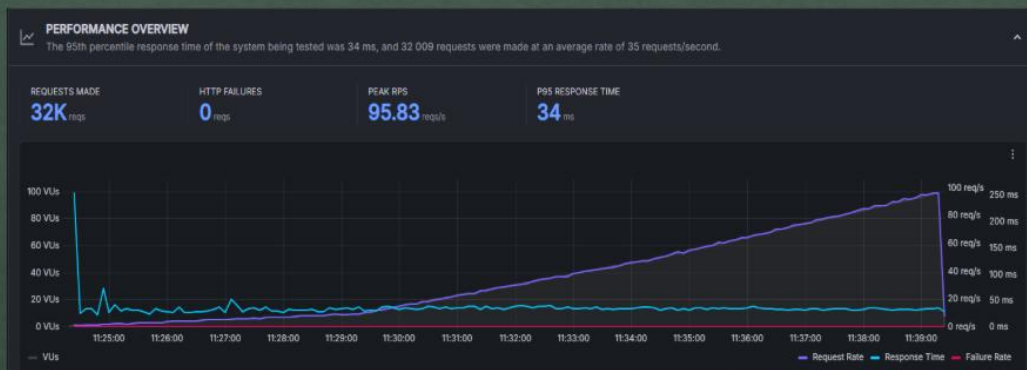 PERFORMANCE OVERVIEW
The 95th percentile response time of the system being tested was 34 ms, and 32 009 requests were made at an average rate of 35 requests/second.
REQUESTS MADE
32K reqs
HTTP FAILURES
0 reqs
PEAK RPS
95.83 reqs/s
P95 RESPONSE TIME
34 ms
100 VUs
80 VUs
60 VUs
40 VUs
20 VUs
0 VUs
100 req/s 250 ms
80 req/s 200 ms
60 req/s 150 ms
40 req/s 100 ms
20 req/s 50 ms
0 req/s 0 ms
11:25:00 11:26:00 11:27:00 11:28:00 11:29:00 11:30:00 11:31:00 11:32:00 11:33:00 11:34:00 11:35:00 11:36:00 11:37:00 11:38:00 11:39:00
VUs Request Rate Response Time Failure Rate